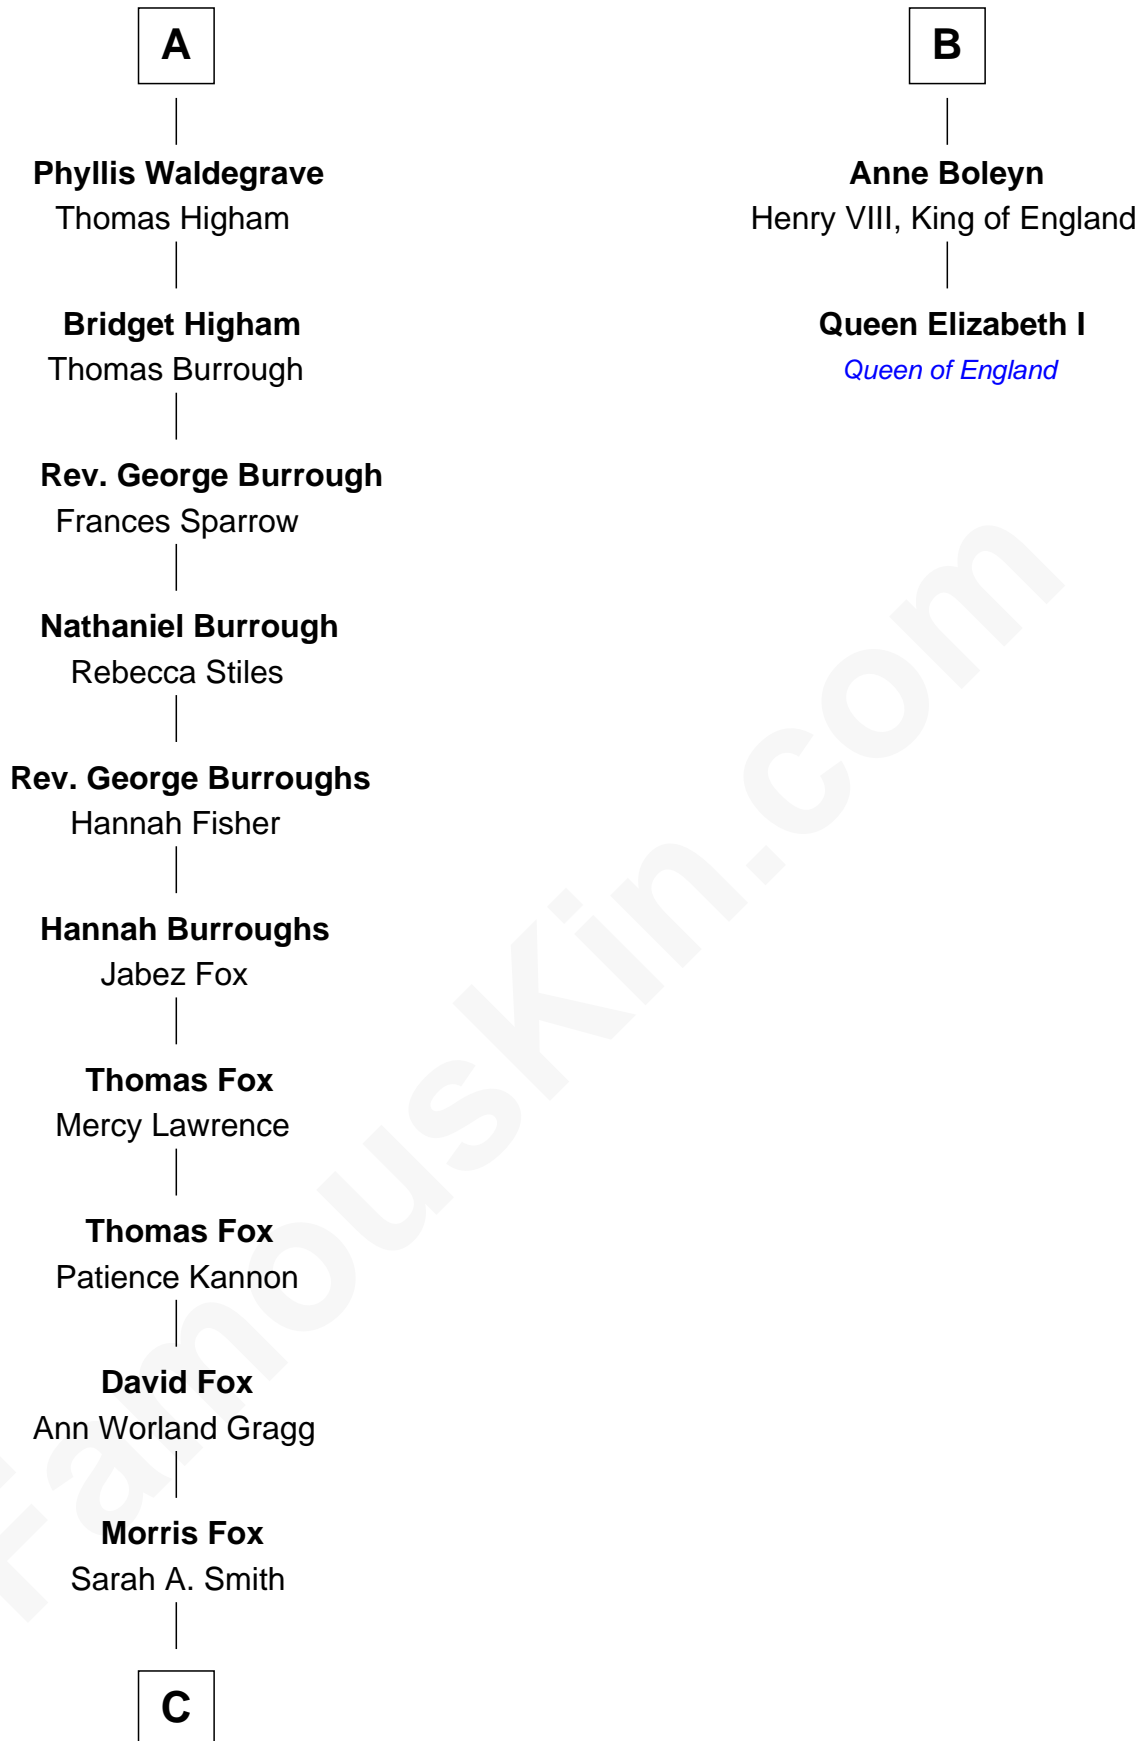 A
Phyllis Waldegrave
Thomas Higham
Bridget Higham
Thomas Burrough
Rev. George Burrough
Frances Sparrow
Nathaniel Burrough
Rebecca Stiles
Rev. George Burroughs
Hannah Fisher
Hannah Burroughs
Jabez Fox
Thomas Fox
Mercy Lawrence
Thomas Fox
Patience Kannon
David Fox
Ann Worland Gragg
Morris Fox
Sarah A. Smith
C
B
Anne Boleyn
Henry VIII, King of England
Queen Elizabeth I
Queen of England
FamousKin.com